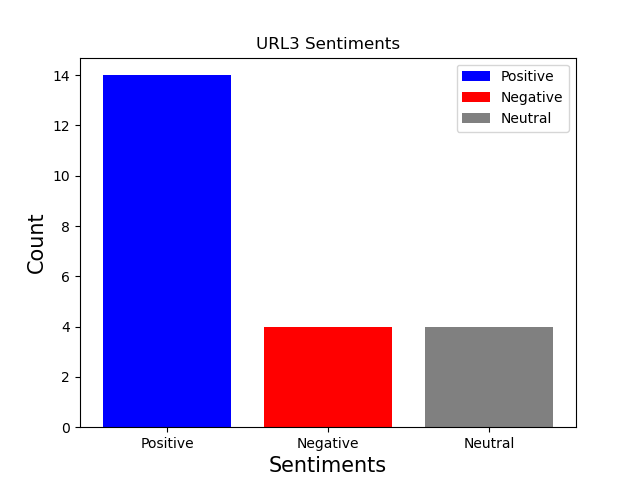 URL3 Sentiments
Positive
Negative
Neutral
14
12
10
8
6
4
2
0
Count
Positive
Negative
Neutral
Sentiments